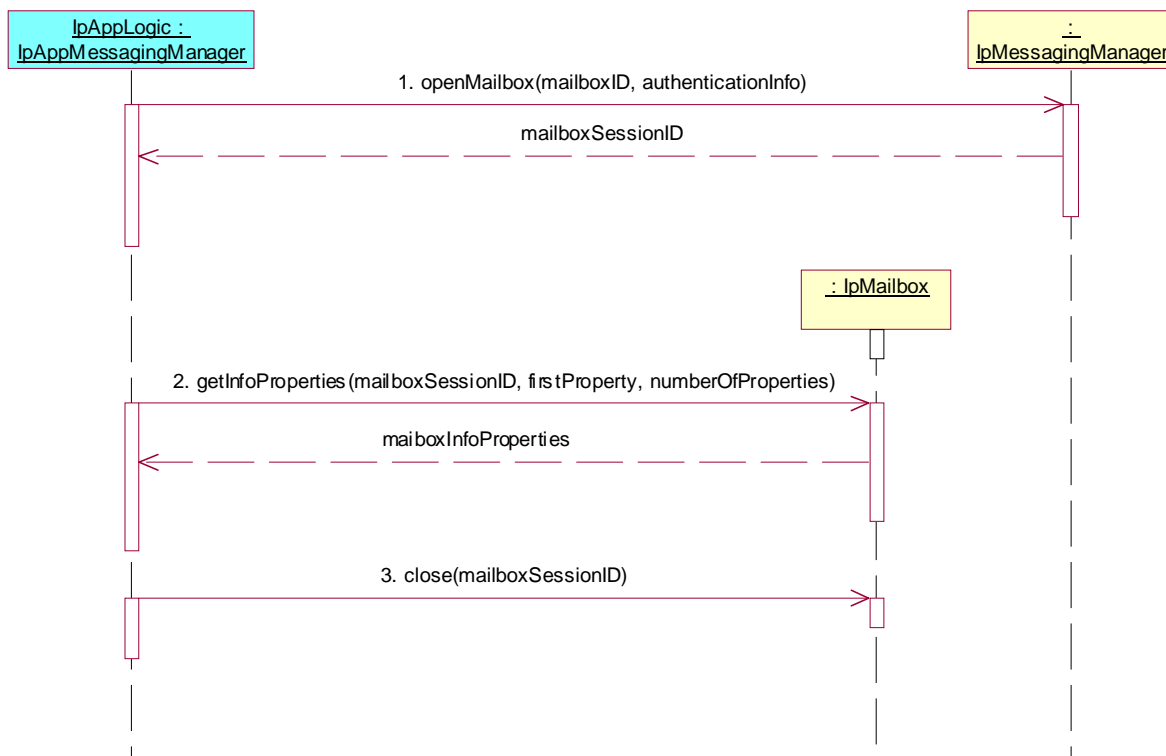 IpAppLogic :
IpAppMessagingManager
:
IpMessagingManager
1. openMailbox(mailboxID, authenticationInfo)
mailboxSessionID
: IpMailbox
2. getInfoProperties(mailboxSessionID, firstProperty, numberOfProperties)
maiboxInfoProperties
3. close(mailboxSessionID)